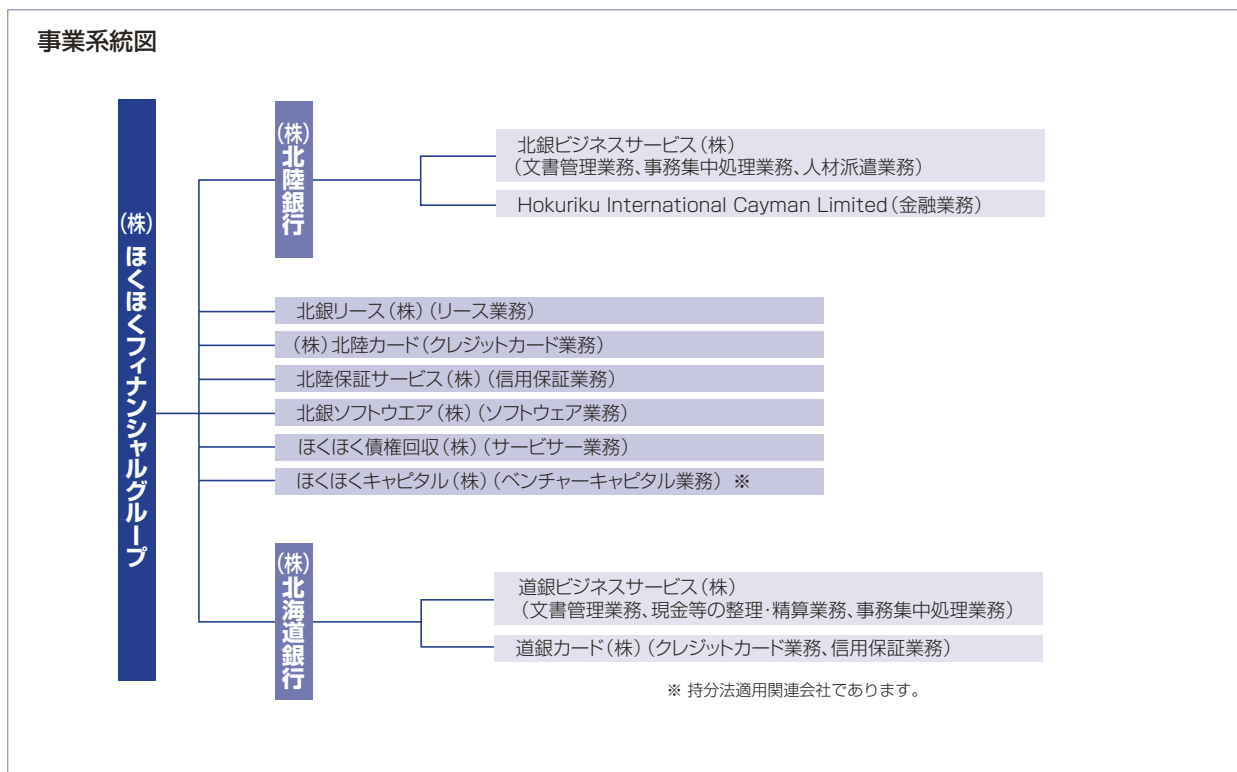 事業系統図
(株)ほくほくフィナンシャルグループ
(株)北陸銀行
北銀ビジネスサービス(株)
(文書管理業務、事務集中処理業務、人材派遣業務)
Hokuriku International Cayman Limited(金融業務)
北銀リース(株)(リース業務)
(株)北陸カード(クレジットカード業務)
北陸保証サービス(株)(信用保証業務)
北銀ソフトウエア(株)(ソフトウェア業務)
ほくほく債権回収(株)(サービサー業務)
ほくほくキャピタル(株)(ベンチャーキャピタル業務) ※
(株)北海道銀行
道銀ビジネスサービス(株)
(文書管理業務、現金等の整理・精算業務、事務集中処理業務)
道銀カード(株)(クレジットカード業務、信用保証業務)
※ 持分法適用関連会社であります。